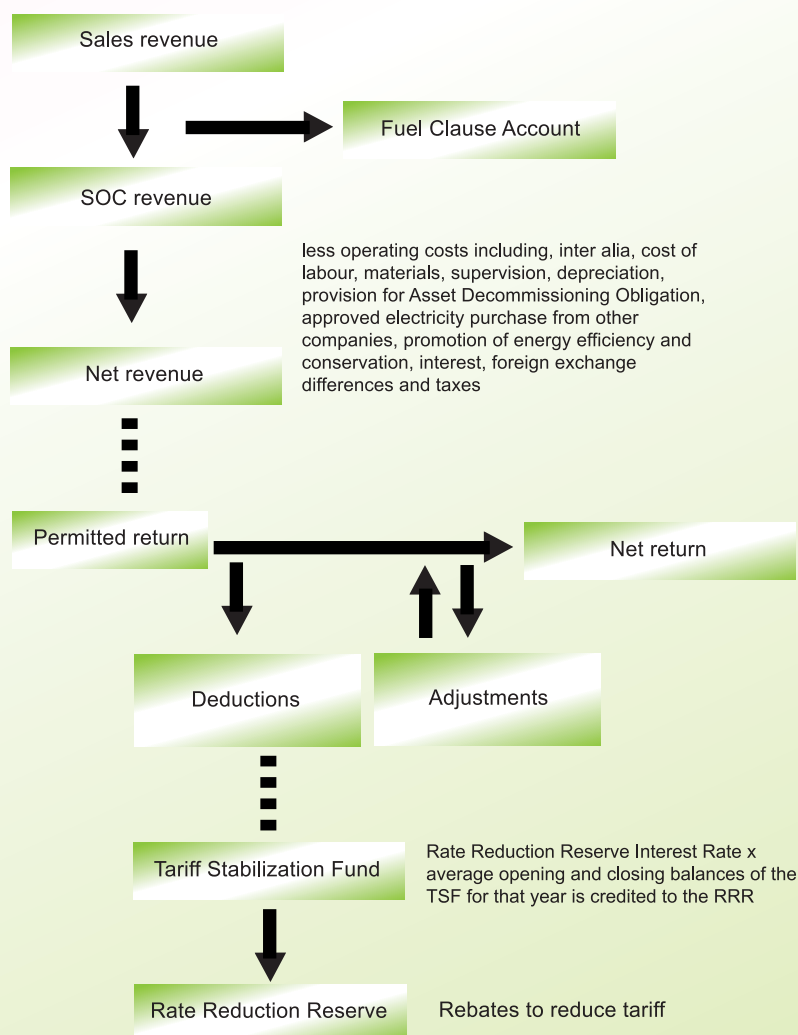 Sales revenue
Fuel Clause Account
SOC revenue
less operating costs including, inter alia, cost of
labour, materials, supervision, depreciation,
provision for Asset Decommissioning Obligation,
approved electricity purchase from other
companies, promotion of energy efficiency and
conservation, interest, foreign exchange
differences and taxes
Net revenue
Permitted return
Net return
Deductions
Adjustments
Tariff Stabilization Fund
Rate Reduction Reserve Interest Rate x
average opening and closing balances of the
TSF for that year is credited to the RRR
Rate Reduction Reserve
Rebates to reduce tariff